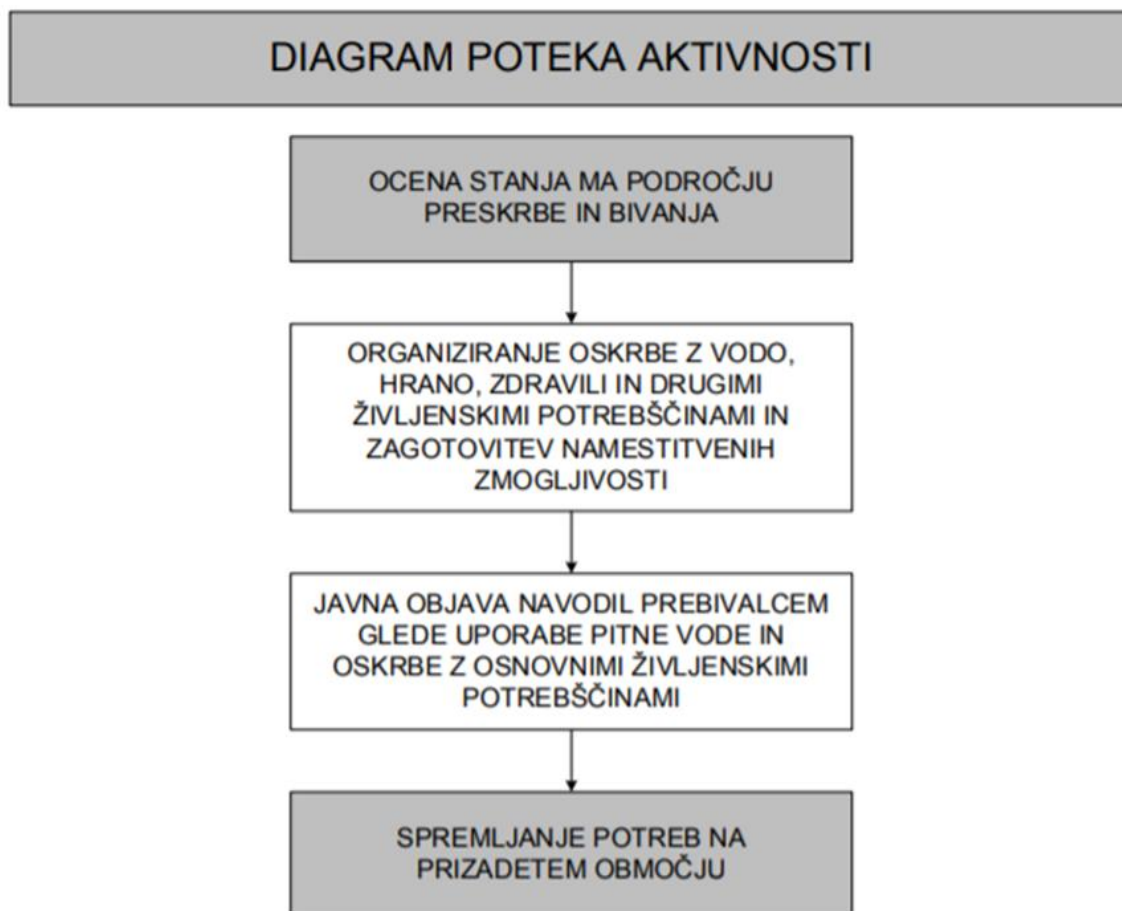 DIAGRAM POTEKA AKTIVNOSTI
OCENA STANJA MA PODROČJU
PRESKRBE IN BIVANJA
ORGANIZIRANJE OSKRBE Z VODO,
HRANO, ZDRAVILI IN DRUGIMI
ŽIVLJENSKIMI POTREBŠČINAMI IN
ZAGOTOVITEV NAMESTITVENIH
ZMOGLJIVOSTI
JAVNA OBJAVA NAVODIL PREBIVALCEM
GLEDE UPORABE PITNE VODE IN
OSKRBE Z OSNOVNIMI ŽIVLJENSKIMI
POTREBŠČINAMI
SPREMLJANJE POTREB NA
PRIZADETEM OBMOČJU